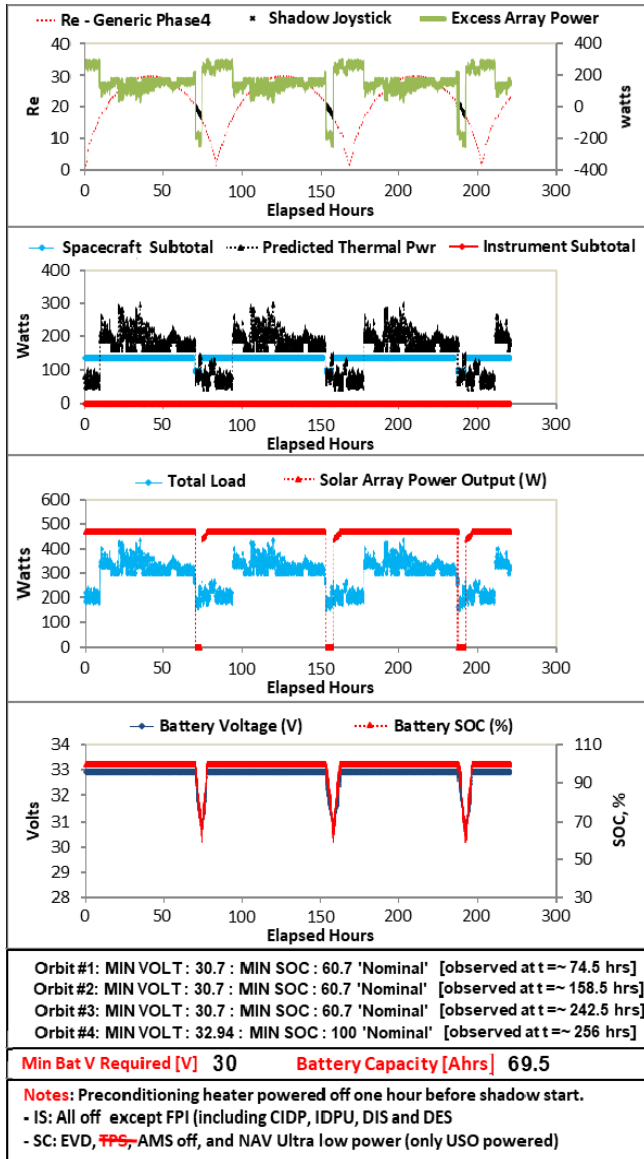 Re - Generic Phase4 Shadow Joystick Excess Array Power
40 400
30 200
20 0
10 -200
0 -400
Re
watts
0 50 100 150 200 200 300
Elapsed Hours
Spacecraft Subtotal Predicted Thermal Pwr Instrument Subtotal
400
300
200
100
0
Watts
0 50 100 150 200 200 300
Elapsed Hours
Total Load Solar Array Power Output (W)
600
500
400
300
200
100
0
Watts
0 50 100 150 200 200 300
Elapsed Hours
Battery Voltage (V) Battery SOC (%)
34 110
33
32 90
31 70
30
29 50
28 30
Volts
SOC, %
0 50 100 150 200 200 300
Elapsed Hours
Orbit #1: MIN VOLT : 30.7 : MIN SOC : 60.7 'Nominal' [observed at t =~ 74.5 hrs]
Orbit #2: MIN VOLT : 30.7 : MIN SOC : 60.7 'Nominal' [observed at t =~ 158.5 hrs]
Orbit #3: MIN VOLT : 30.7 : MIN SOC : 60.7 'Nominal' [observed at t =~ 242.5 hrs]
Orbit #4: MIN VOLT : 32.94 : MIN SOC : 100 'Nominal' [observed at t =~ 256 hrs]
Min Bat V Required [V] 30 Battery Capacity [Ahrs] 69.5
Notes: Preconditioning heater powered off one hour before shadow start.
- IS: All off except FPI (including CIDP, IDPU, DIS and DES
- SC: EVD, TPS, AMS off, and NAV Ultra low power (only USO powered)